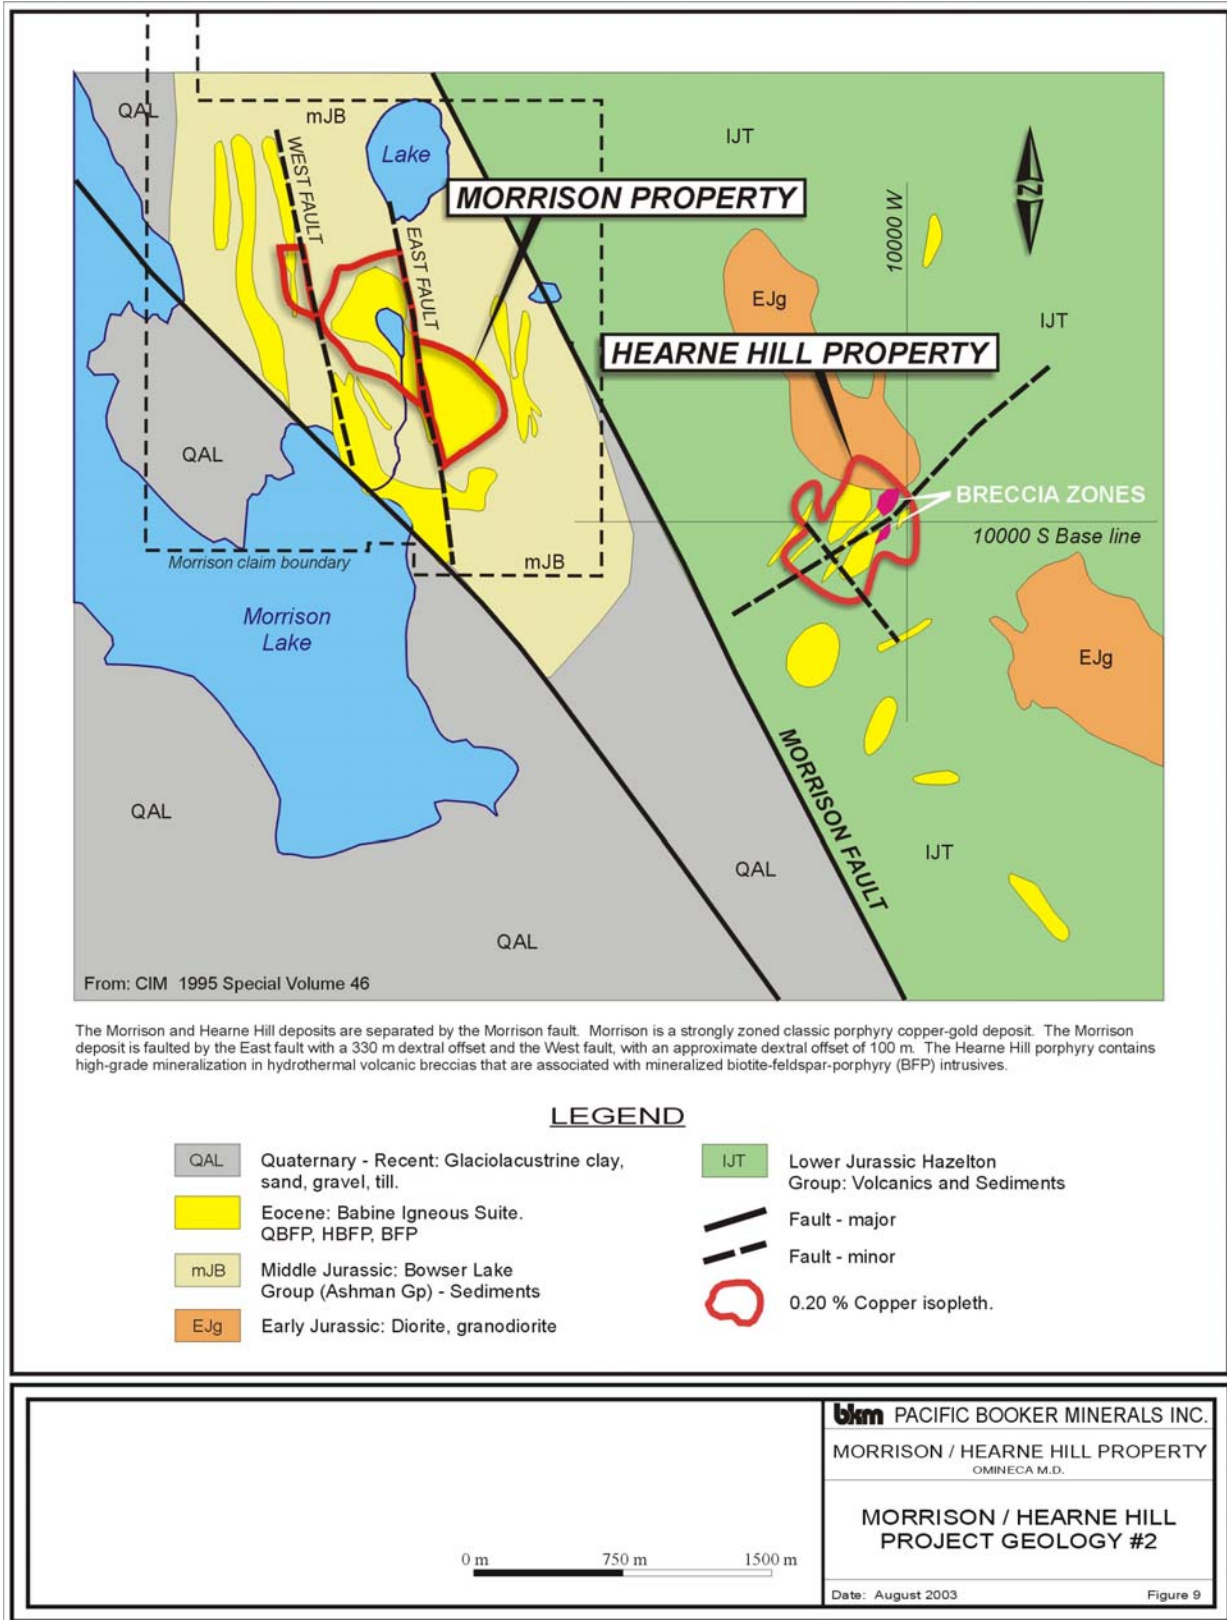 QAL
mJB
Lake
IJT
WEST FAULT
MORRISON PROPERTY
EAST FAULT
10000 W
N
EJg
IJT
HEARNE HILL PROPERTY
QAL
BRECCIA ZONES
10000 S Base line
Morrison claim boundary
mJB
Morrison
Lake
EJg
MORRISON FAULT
QAL
IJT
QAL
QAL
From: CIM 1995 Special Volume 46
The Morrison and Hearne Hill deposits are separated by the Morrison fault. Morrison is a strongly zoned classic porphyry copper-gold deposit. The Morrison
deposit is faulted by the East fault with a 330 m dextral offset and the West fault, with an approximate dextral offset of 100 m. The Hearne Hill porphyry contains
high-grade mineralization in hydrothermal volcanic breccias that are associated with mineralized biotite-feldspar-porphyry (BFP) intrusives.
LEGEND
QAL Quaternary - Recent: Glaciolacustrine clay,
sand, gravel, till.
Eocene: Babine Igneous Suite.
QBFP, HBFP, BFP
mJB Middle Jurassic: Bowser Lake
Group (Ashman Gp) - Sediments
EJg Early Jurassic: Diorite, granodiorite
IJT Lower Jurassic Hazelton
Group: Volcanics and Sediments
Fault - major
Fault - minor
0.20 % Copper isopleth.
0 m 750 m 1500 m
bkm PACIFIC BOOKER MINERALS INC.
MORRISON / HEARNE HILL PROPERTY
OMINECA M.D.
MORRISON / HEARNE HILL
PROJECT GEOLOGY #2
Date: August 2003 Figure 9